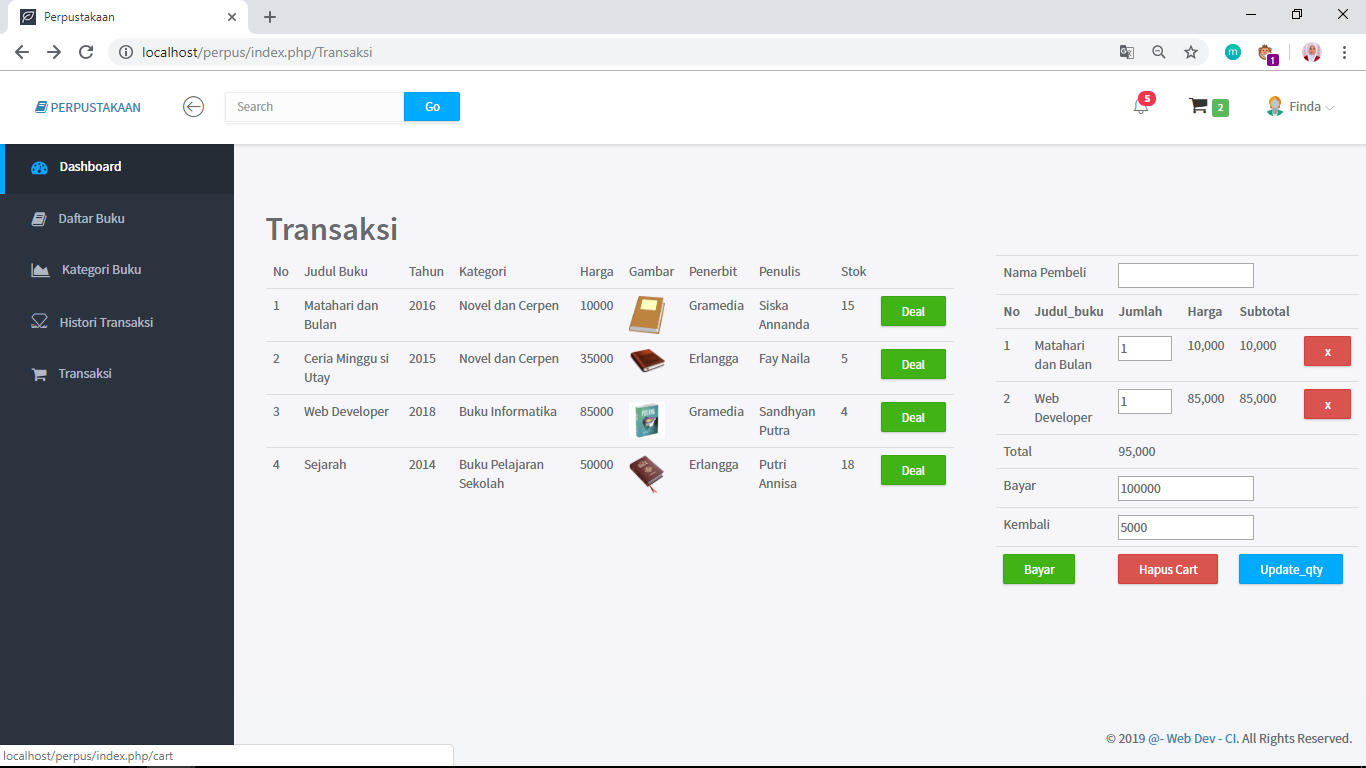 Perpustakaan
localhost/perpus/index.php/Transaksi
m
1
PERPUSTAKAAN
Search
Go
5
2
Finda
Dashboard
Daftar Buku
Kategori Buku
Histori Transaksi
Transaksi
Transaksi
No Judul Buku Tahun Kategori Harga Gambar Penerbit Penulis Stok
1 Matahari dan 2016 Novel dan Cerpen 10000 Gramedia Siska 15 Deal
Bulan Annanda
2 Ceria Minggu si 2015 Novel dan Cerpen 35000 Erlangga Fay Naila 5 Deal
Utay
3 Web Developer 2018 Buku Informatika 85000 Gramedia Sandhyan 4 Deal
Putra
4 Sejarah 2014 Buku Pelajaran 50000 Erlangga Putri 18 Deal
Sekolah Annisa
Nama Pembeli
No Judul_buku Jumlah Harga Subtotal
1 Matahari 1 10,000 10,000 x
dan Bulan
2 Web 1 85,000 85,000 x
Developer
Total 95,000
Bayar 100000
Kembali 5000
Bayar Hapus Cart Update_qty
© 2019 @- Web Dev - CI. All Rights Reserved.
localhost/perpus/index.php/cart